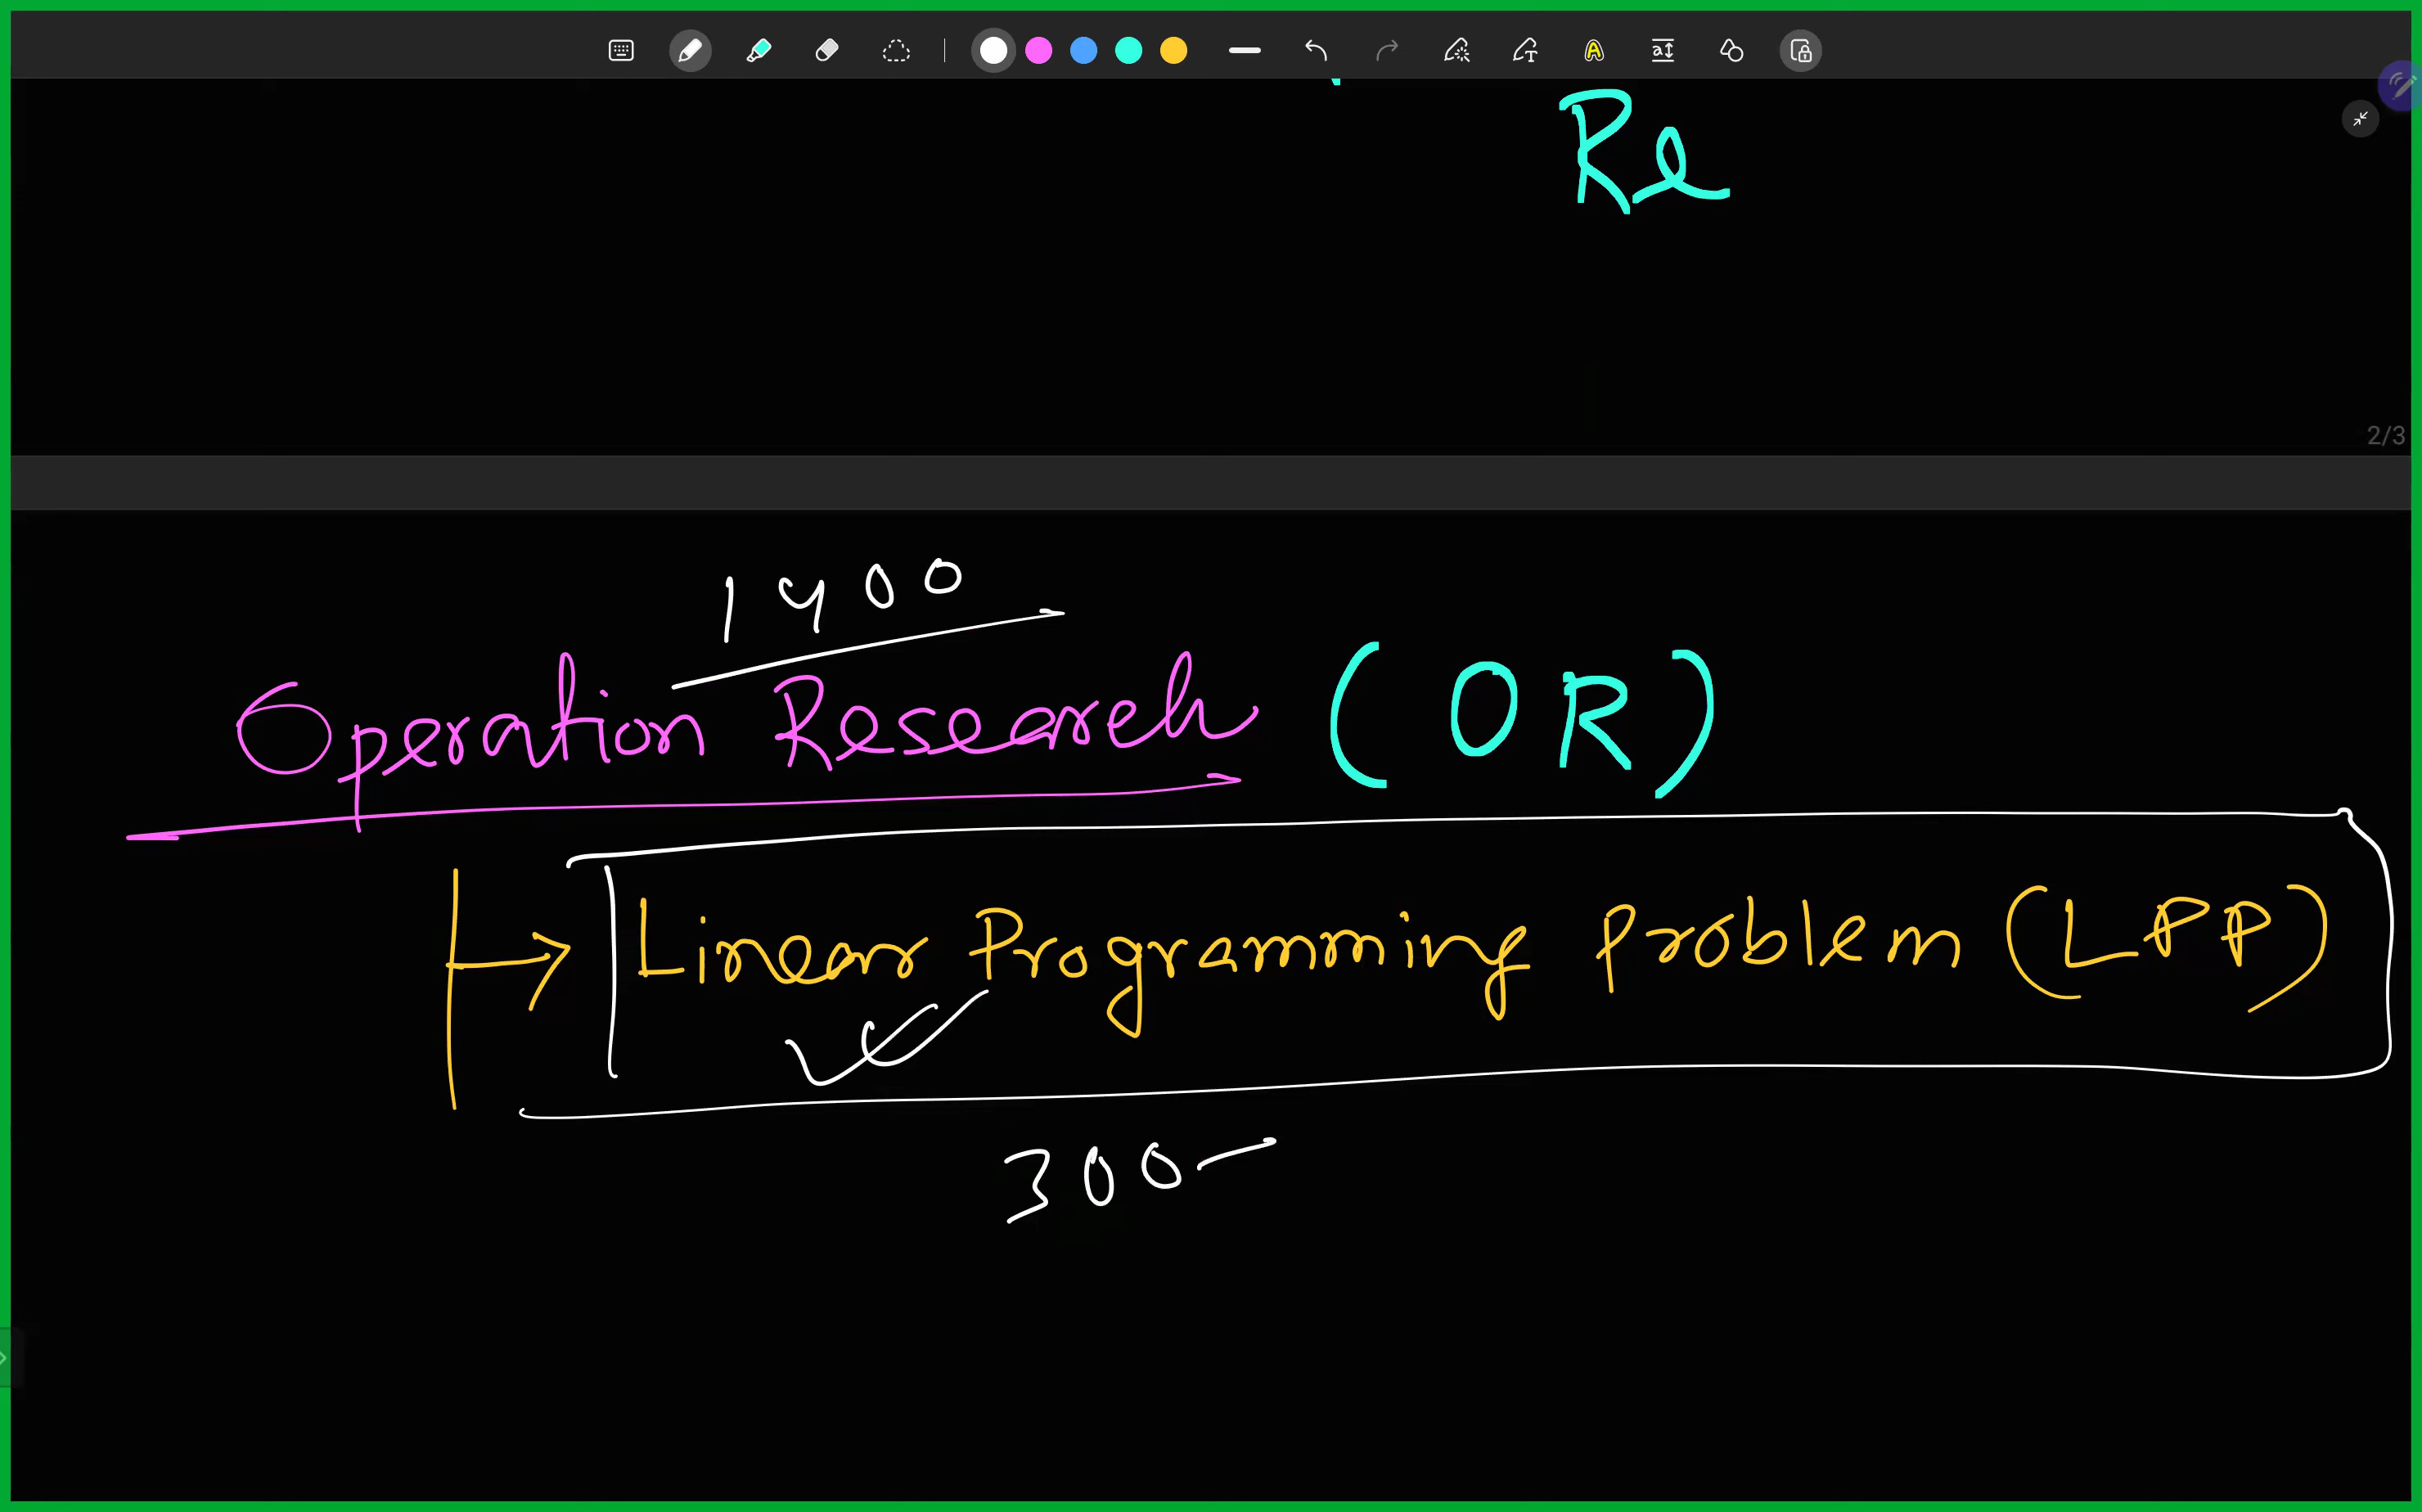 Re
2/3
1400
Operation Research (OR)
Linear Programming Problem (LPP)
300